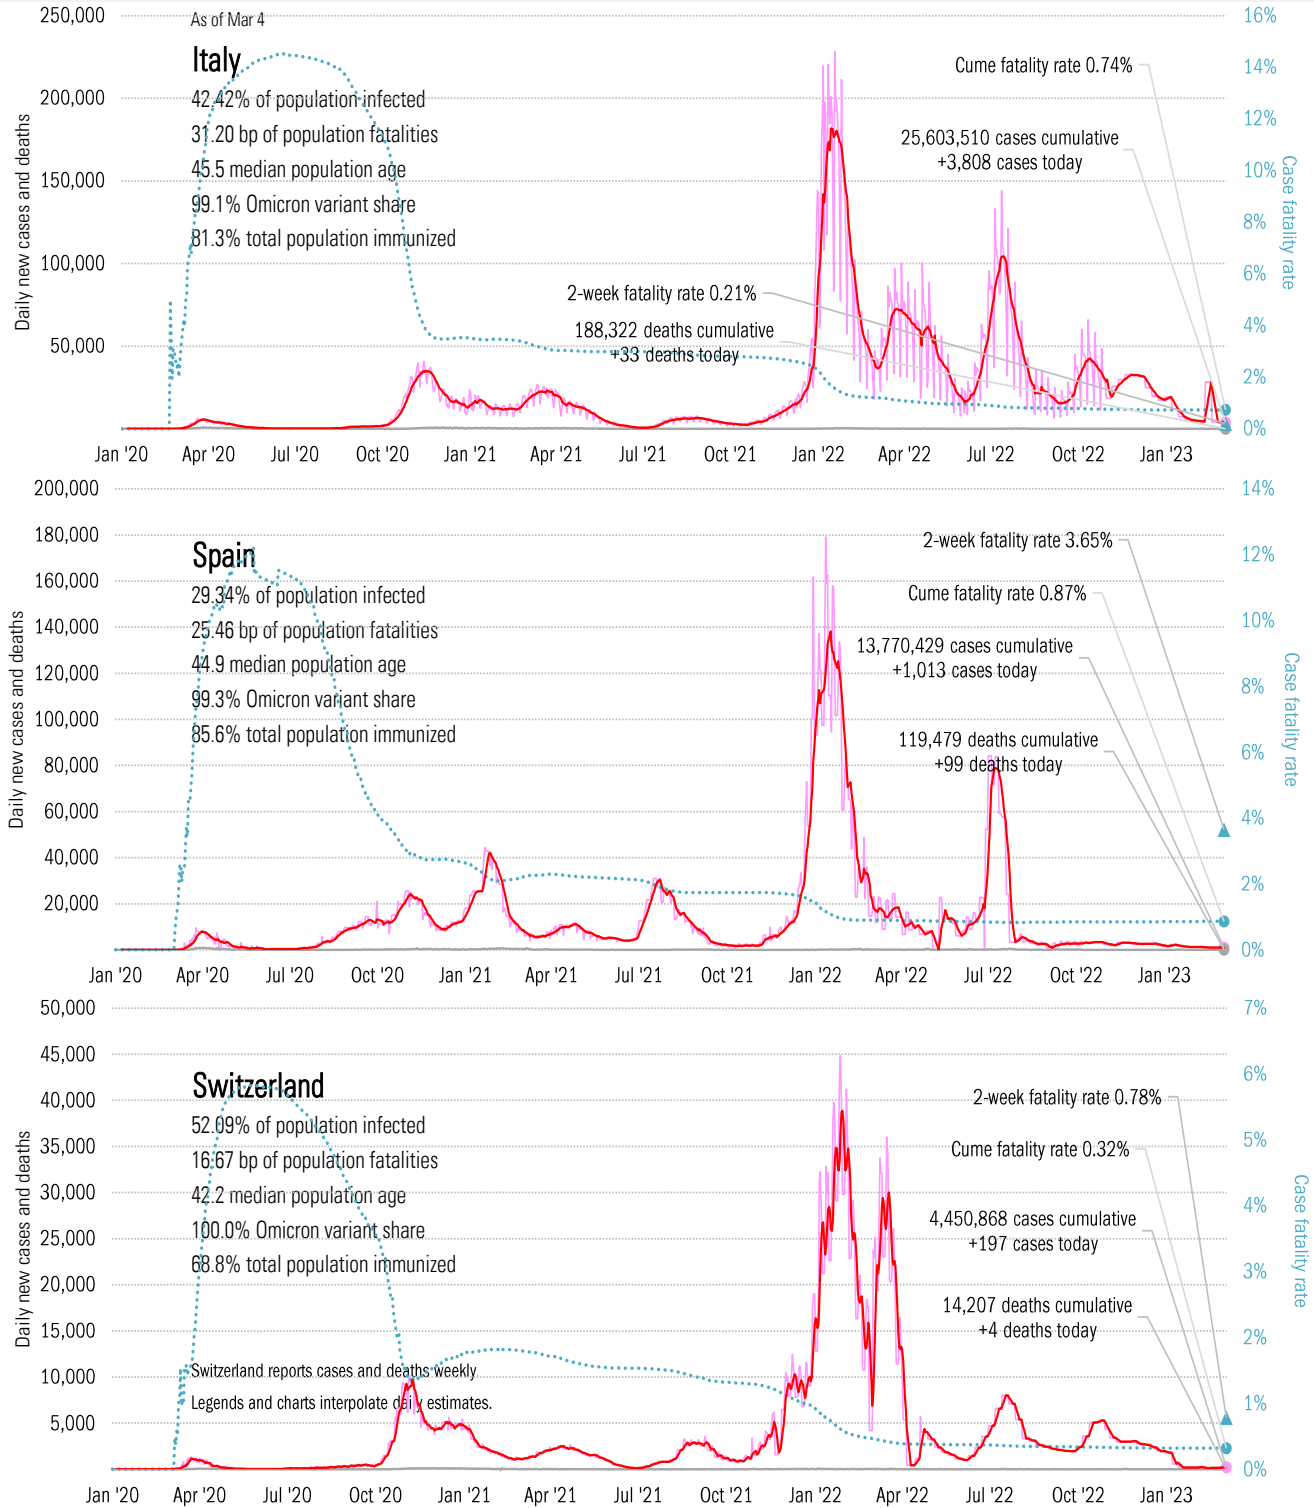 As of Mar 4
Italy
42.42% of population infected
31.20 bp of population fatalities
45.5 median population age
99.1% Omicron variant share
81.3% total population immunized
Cume fatality rate 0.74%
25,603,510 cases cumulative
+3,808 cases today
2-week fatality rate 0.21%
188,322 deaths cumulative
+33 deaths today
Daily new cases and deaths
250,000
200,000
150,000
100,000
50,000
Case fatality rate
16%
14%
12%
10%
8%
6%
4%
2%
0%
Jan '20 Apr '20 Jul '20 Oct '20 Jan '21 Apr '21 Jul '21 Oct '21 Jan '22 Apr '22 Jul '22 Oct '22 Jan '23
Spain
29.34% of population infected
25.46 bp of population fatalities
44.9 median population age
99.3% Omicron variant share
85.6% total population immunized
2-week fatality rate 3.65%
Cume fatality rate 0.87%
13,770,429 cases cumulative
+1,013 cases today
119,479 deaths cumulative
+99 deaths today
Daily new cases and deaths
200,000
180,000
160,000
140,000
120,000
100,000
80,000
60,000
40,000
20,000
Case fatality rate
14%
12%
10%
8%
6%
4%
2%
0%
Jan '20 Apr '20 Jul '20 Oct '20 Jan '21 Apr '21 Jul '21 Oct '21 Jan '22 Apr '22 Jul '22 Oct '22 Jan '23
Switzerland
52.09% of population infected
16.67 bp of population fatalities
42.2 median population age
100.0% Omicron variant share
68.8% total population immunized
Switzerland reports cases and deaths weekly
Legends and charts interpolate daily estimates.
2-week fatality rate 0.78%
Cume fatality rate 0.32%
4,450,868 cases cumulative
+197 cases today
14,207 deaths cumulative
+4 deaths today
Daily new cases and deaths
50,000
45,000
40,000
35,000
30,000
25,000
20,000
15,000
10,000
5,000
Case fatality rate
7%
6%
5%
4%
3%
2%
1%
0%
Jan '20 Apr '20 Jul '20 Oct '20 Jan '21 Apr '21 Jul '21 Oct '21 Jan '22 Apr '22 Jul '22 Oct '22 Jan '23